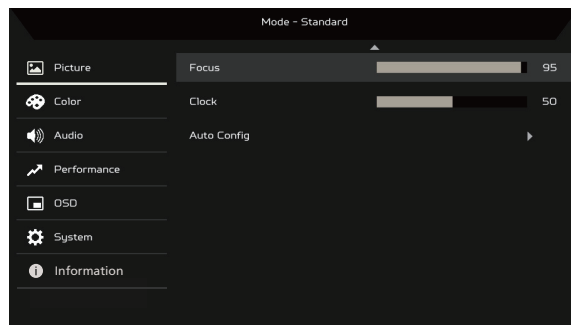 Mode - Standard
Picture
Focus 95
Color
Clock 50
Audio
Auto Config
Performance
OSD
System
Information